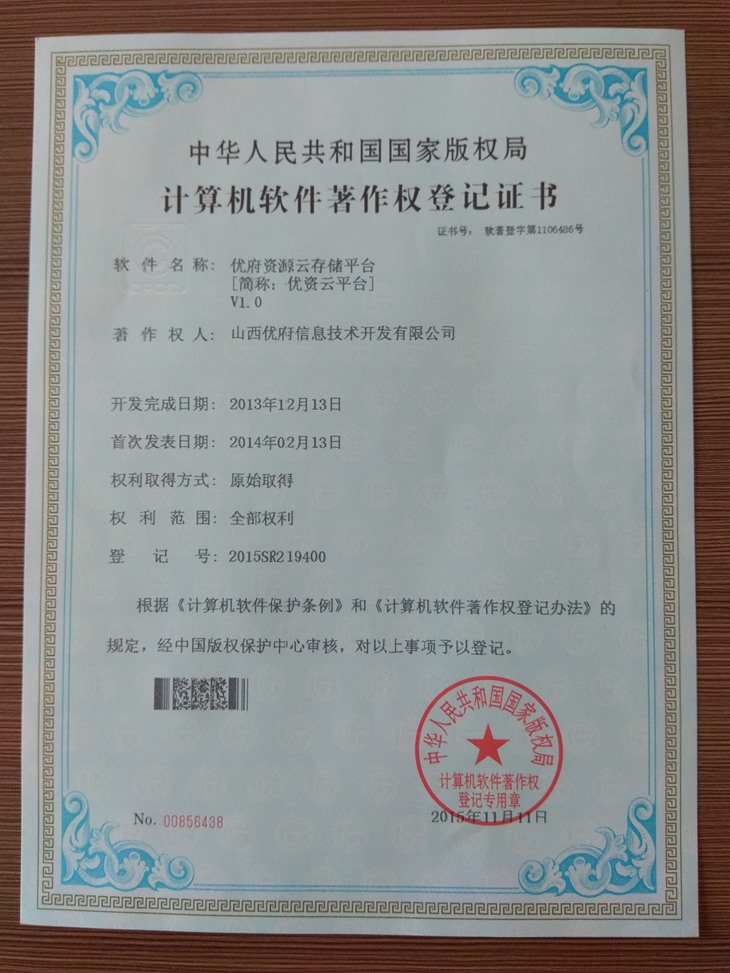 中华人民共和国国家版权局
计算机软件著作权登记证书
证书号： 软著登字第1106486号
软件名称： 优府资源云存储平台
[简称：优资云平台]
V1.0
著作权人： 山西优府信息技术开发有限公司
开发完成日期： 2013年12月13日
首次发表日期： 2014年02月13日
权利取得方式： 原始取得
权利范围： 全部权利
登记号： 2015SR219400
根据《计算机软件保护条例》和《计算机软件著作权登记办法》的
规定，经中国版权保护中心审核，对以上事项予以登记。
中华人民共和国国家版权局
计算机软件著作权
登记专用章
No. 00856438
2015年11月11日